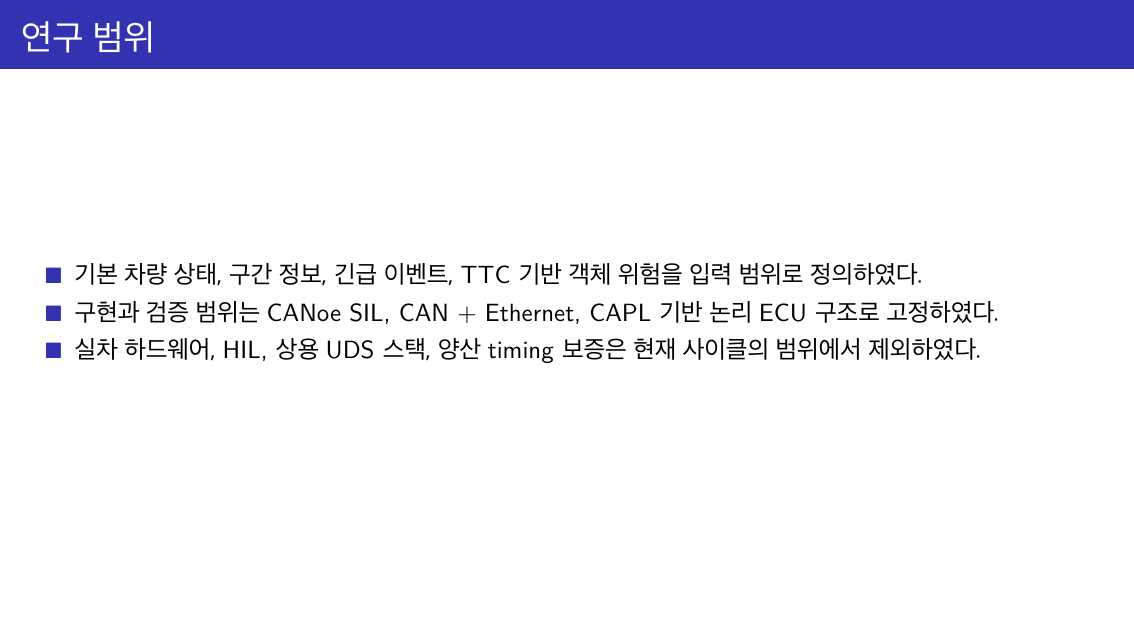 연구 범위
기본 차량 상태, 구간 정보, 긴급 이벤트, TTC 기반 객체 위험을 입력 범위로 정의하였다.
구현과 검증 범위는 CANoe SIL, CAN + Ethernet, CAPL 기반 논리 ECU 구조로 고정하였다.
실차 하드웨어, HIL, 상용 UDS 스택, 양산 timing 보증은 현재 사이클의 범위에서 제외하였다.